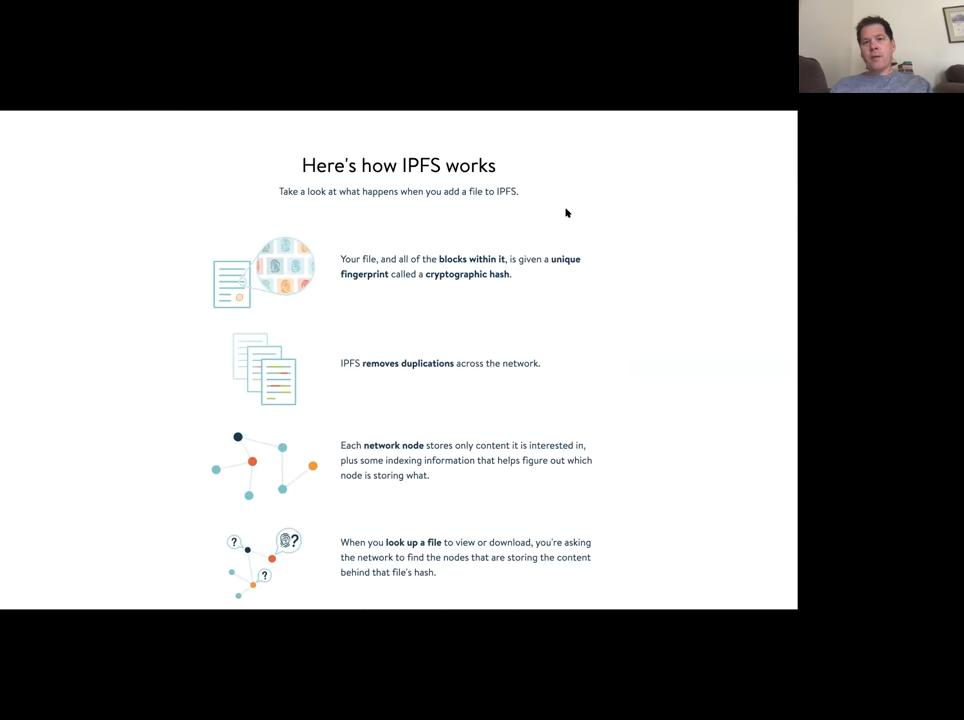 Here's how IPFS works
Take a look at what happens when you add a file to IPFS.
Your file, and all of the blocks within it, is given a unique
fingerprint called a cryptographic hash.
IPFS removes duplications across the network.
Each network node stores only content it is interested in,
plus some indexing information that helps figure out which
node is storing what.
?
?
?
When you look up a file to view or download, you're asking
the network to find the nodes that are storing the content
behind that file's hash.